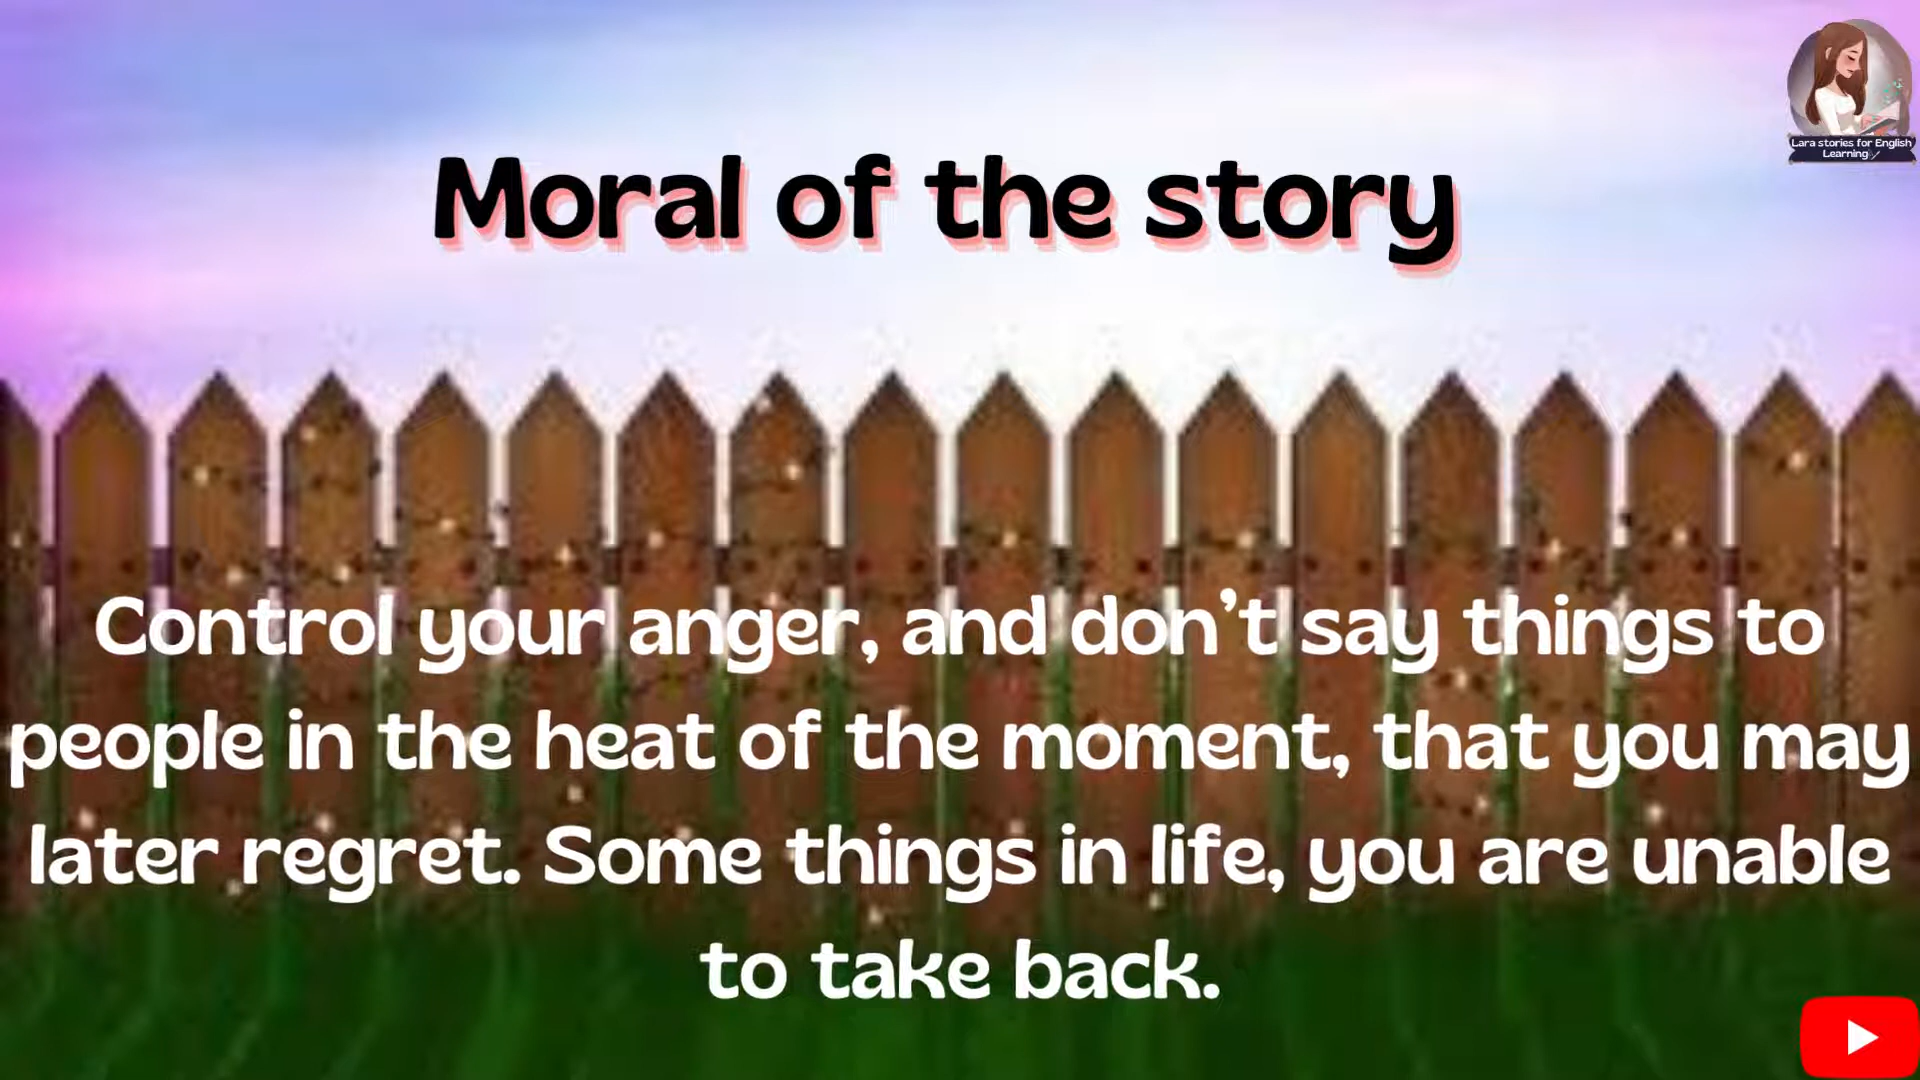 Lara stories for English
Learning
Moral of the story
Control your anger, and don't say things to
people in the heat of the moment, that you may
later regret. Some things in life, you are unable
to take back.